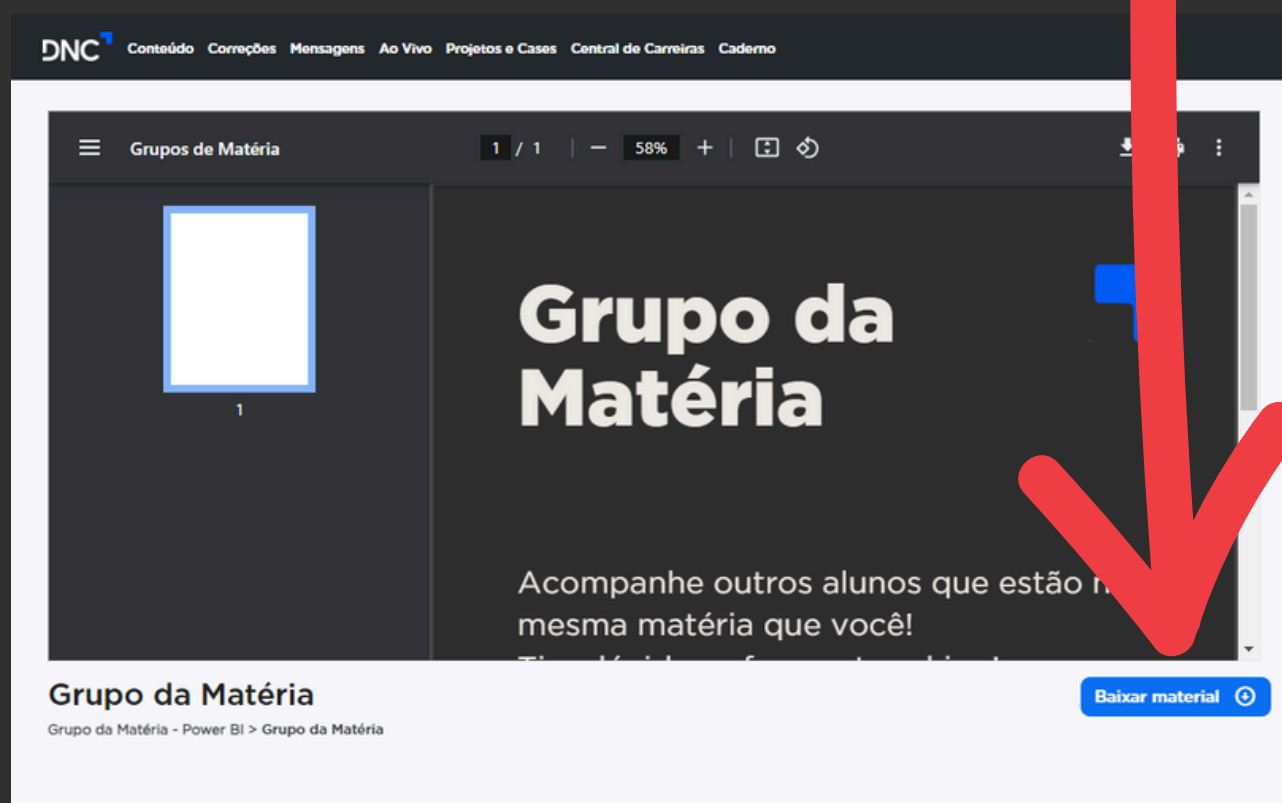 DNC Conteúdo Correções Mensagens Ao Vivo Projetos e Cases Central de Carreiras Caderno
Grupos de Matéria 1 / 1 58%
1
Grupo da
Matéria
Acompanhe outros alunos que estão
mesma matéria que você!
Grupo da Matéria
Baixar material
Grupo da Matéria - Power BI > Grupo da Matéria